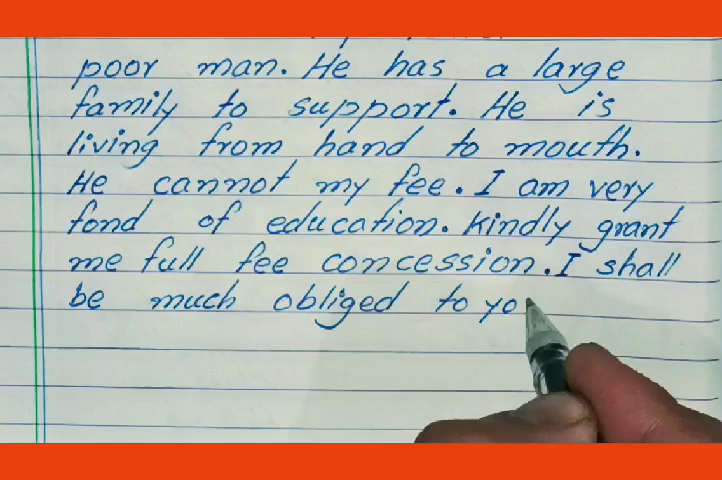 poor man. He has a large
family to support. He is
living from hand to mouth.
He cannot my fee. I am very
fond of education. Kindly grant
me full fee concession. I shall
be much obliged to yo